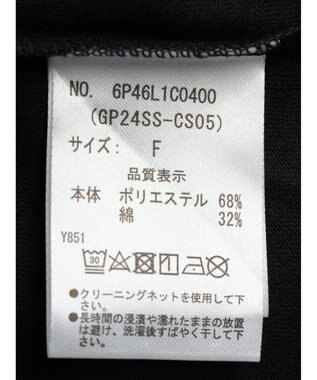 NO. 6P46L1C0400
(GP24SS-CS05)
サイズ: F
品質表示
本体 ポリエステル 68%
綿 32%
Y851
30
●クリーニングネットを使用して下
さい。
●長時間の浸漬や濡れたままの放置
は避け、洗濯後すばやく干して下
さい。